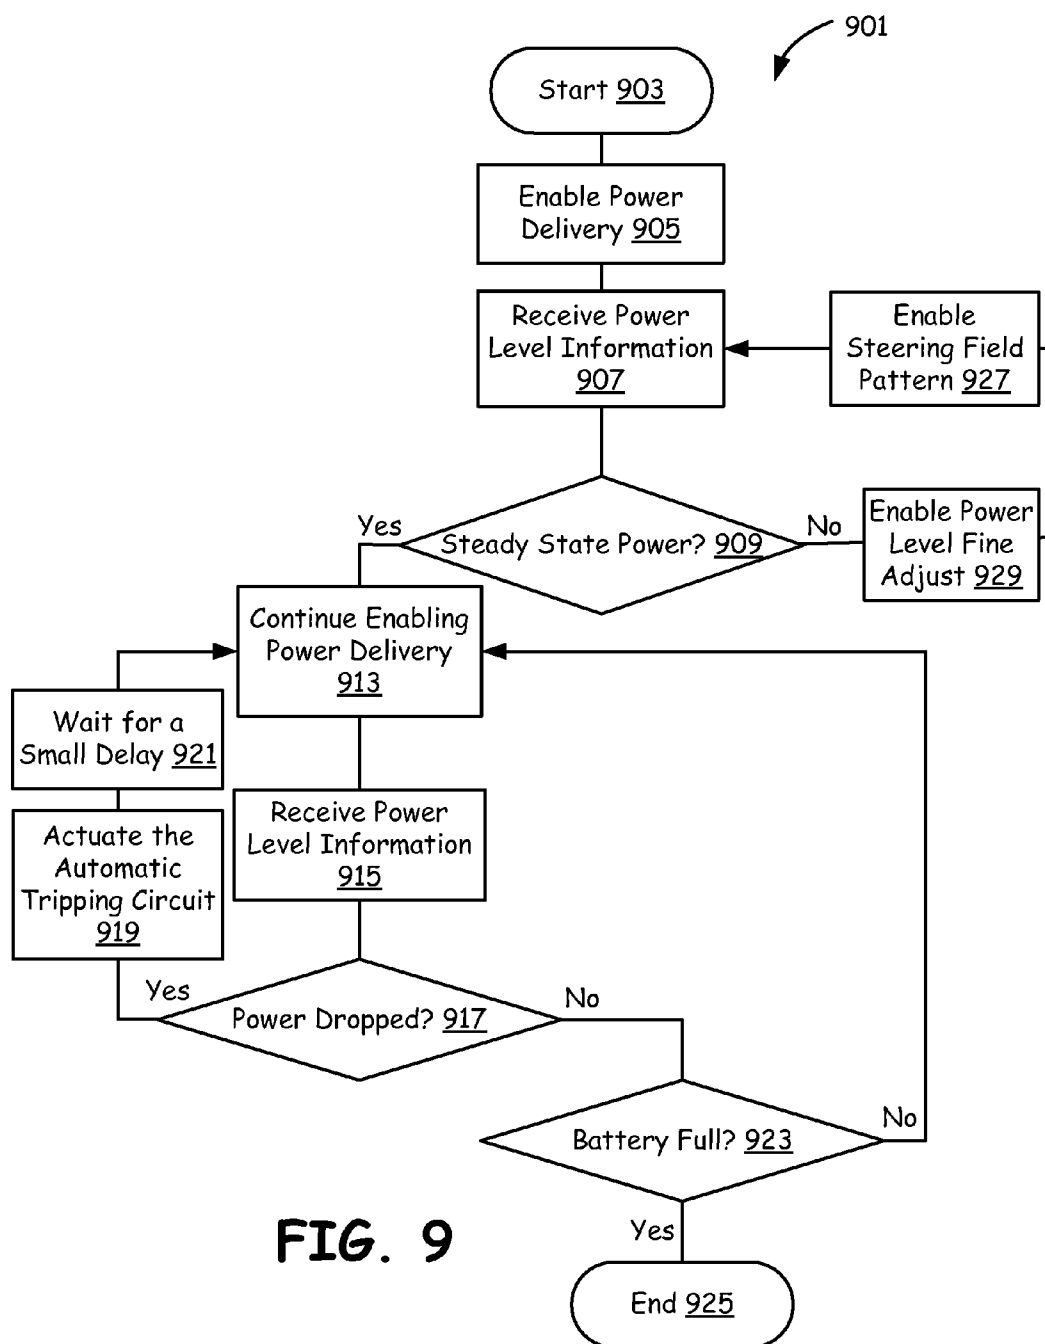 901
Start 903
Enable Power
Delivery 905
Receive Power
Level Information
907
Enable
Steering Field
Pattern 927
Yes
Steady State Power? 909
No
Enable Power
Level Fine
Adjust 929
Continue Enabling
Power Delivery
913
Wait for a
Small Delay 921
Receive Power
Level Information
915
Actuate the
Automatic
Tripping Circuit
919
Yes
Power Dropped? 917
No
Battery Full? 923
No
Yes
FIG. 9
End 925